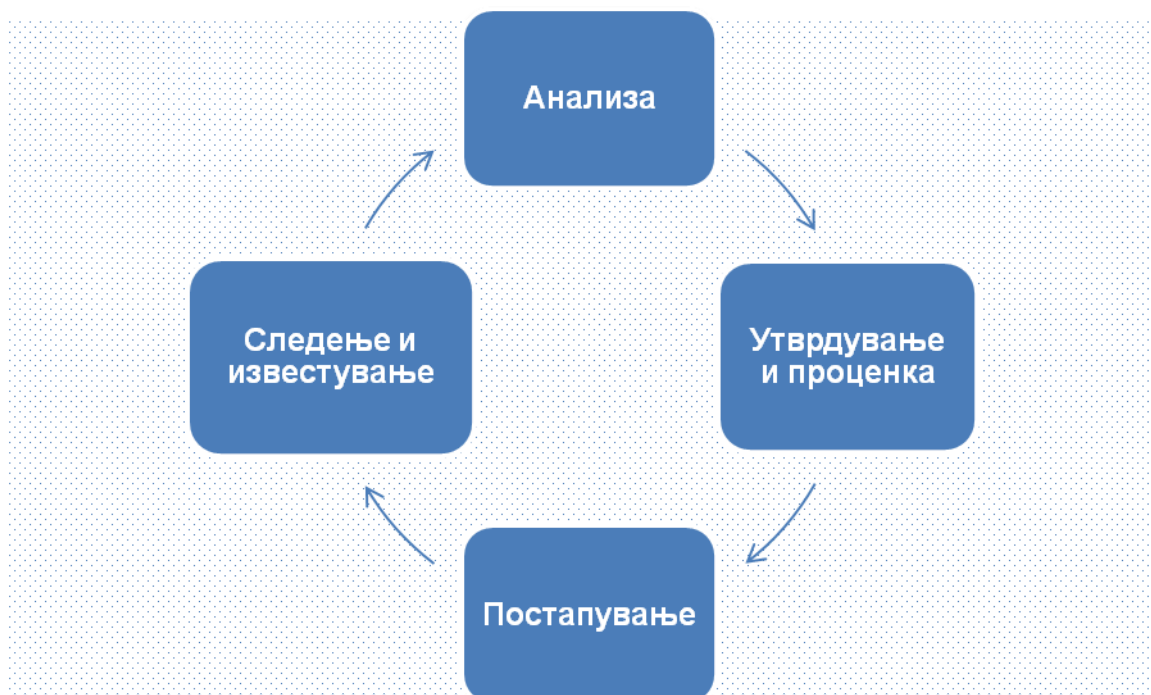 Анализа
Утврдување
и проценка
Постапување
Следење и
известување